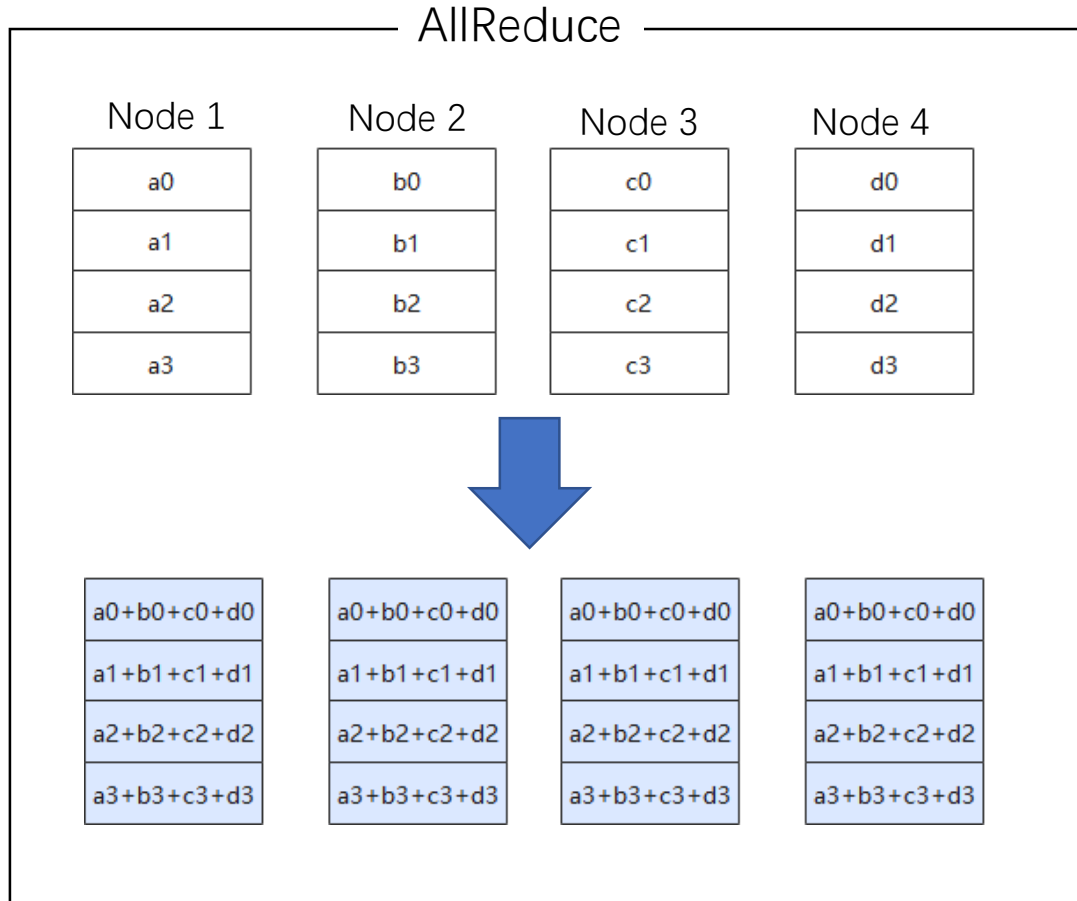 AllReduce
Node 1 Node 2 Node 3 Node 4
a0 b0 c0 d0
a1 b1 c1 d1
a2 b2 c2 d2
a3 b3 c3 d3
a0+b0+c0+d0 a0+b0+c0+d0 a0+b0+c0+d0 a0+b0+c0+d0
a1+b1+c1+d1 a1+b1+c1+d1 a1+b1+c1+d1 a1+b1+c1+d1
a2+b2+c2+d2 a2+b2+c2+d2 a2+b2+c2+d2 a2+b2+c2+d2
a3+b3+c3+d3 a3+b3+c3+d3 a3+b3+c3+d3 a3+b3+c3+d3